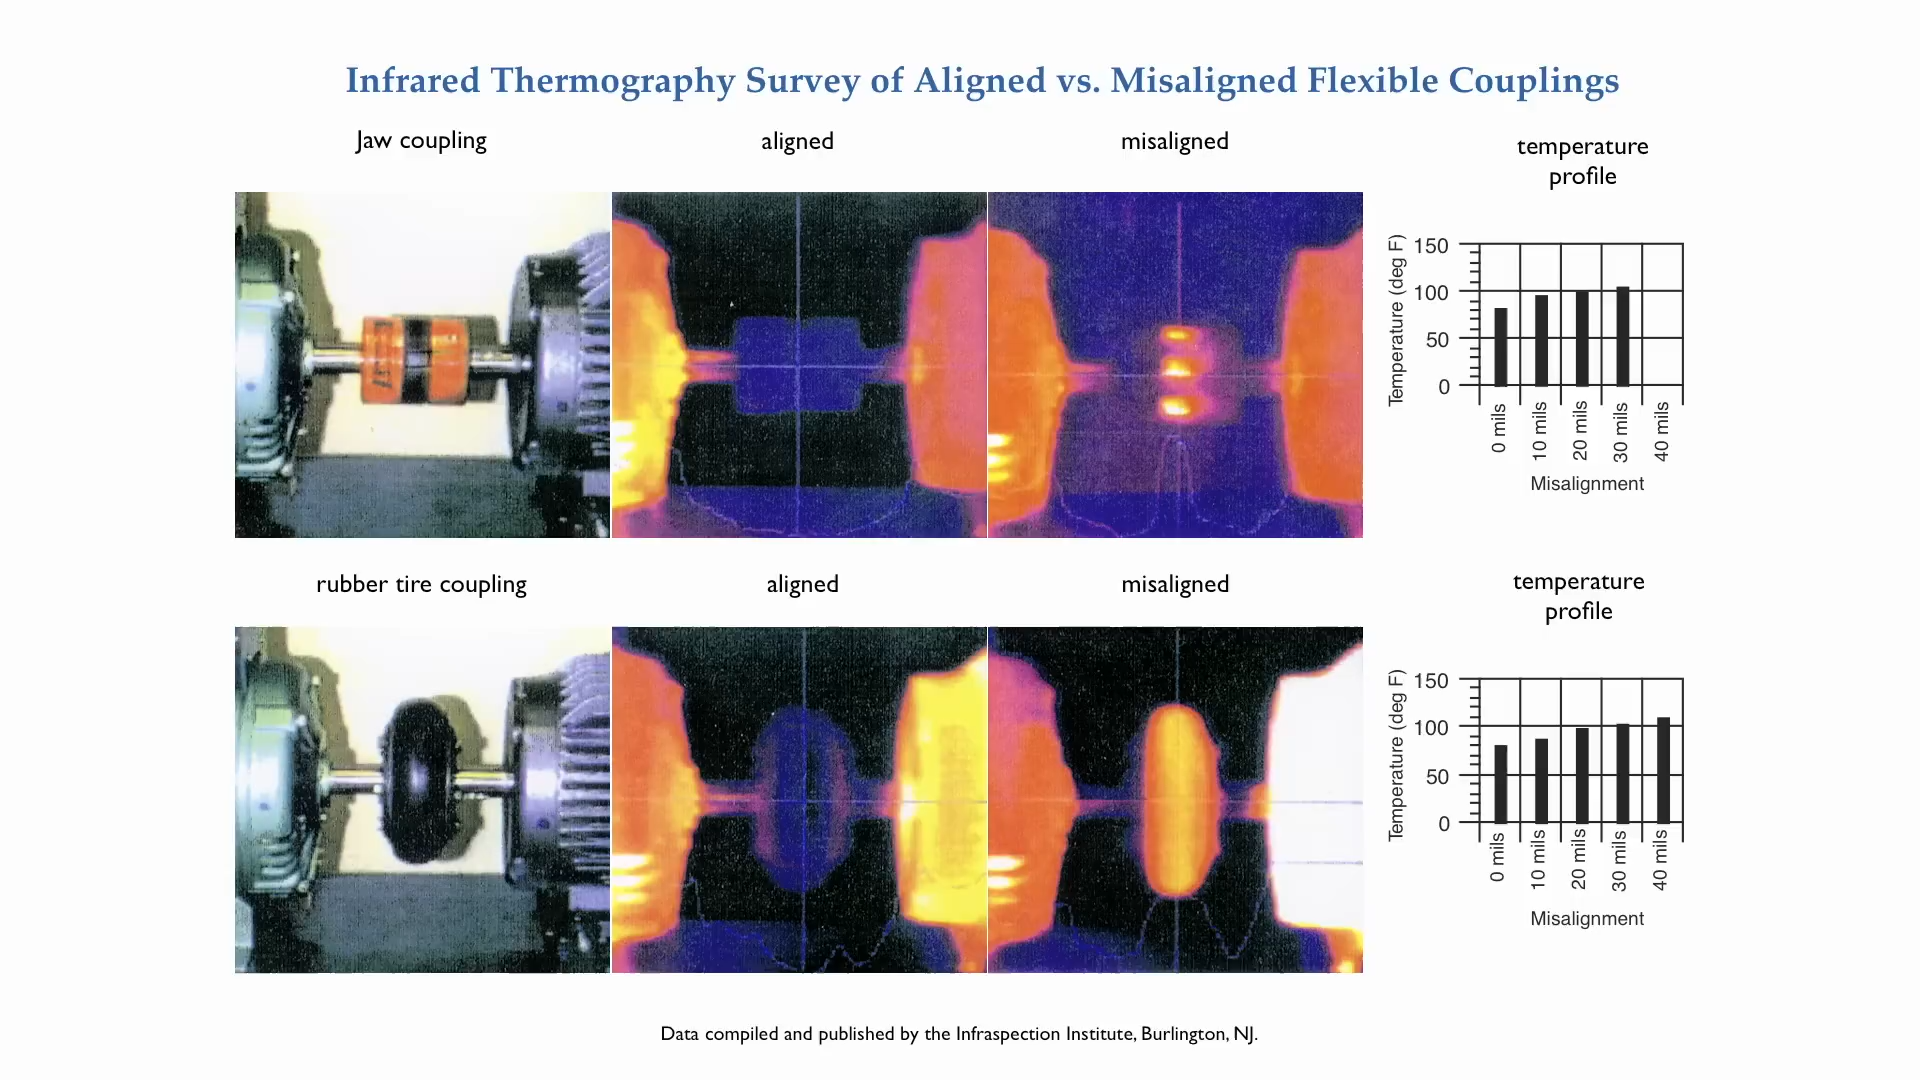 Infrared Thermography Survey of Aligned vs. Misaligned Flexible Couplings
Jaw coupling
aligned
misaligned
temperature
profile
Temperature (deg F)
150
100
50
0
0 mils
10 mils
20 mils
30 mils
40 mils
Misalignment
rubber tire coupling
aligned
misaligned
temperature
profile
Temperature (deg F)
150
100
50
0
0 mils
10 mils
20 mils
30 mils
40 mils
Misalignment
Data compiled and published by the Infraspection Institute, Burlington, NJ.